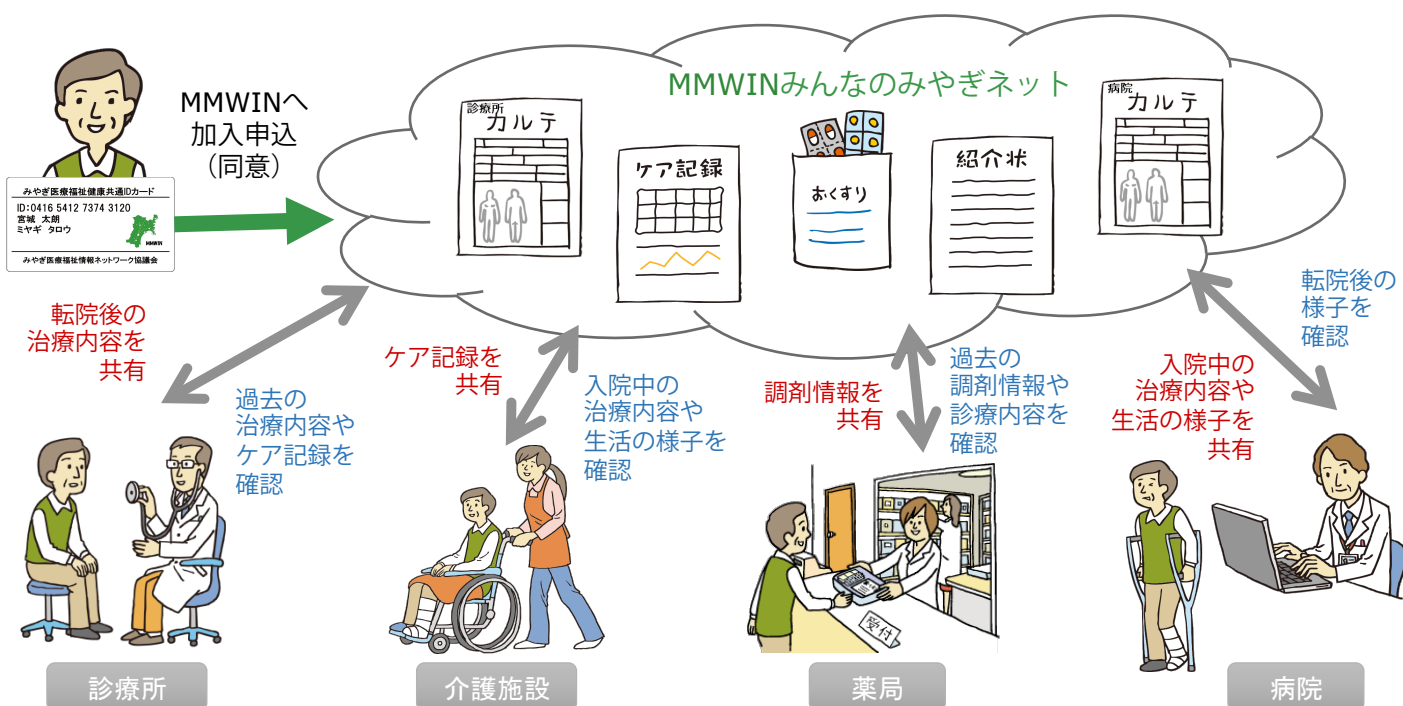 MMWINみんなのみやぎネット
MMWINへ
加入申込
（同意）
みやぎ医療福祉健康共通IDカード
ID：0416 5412 7374 3120
宮城 太朗
ミヤギ タロウ
MMWIN
みやぎ医療福祉情報ネットワーク協議会
診療所
カルテ
ケア記録
おくすり
紹介状
病院
カルテ
転院後の
治療内容を
共有
過去の
治療内容や
ケア記録を
確認
ケア記録を
共有
入院中の
治療内容や
生活の様子を
確認
調剤情報を
共有
過去の
調剤情報や
診療内容を
確認
入院中の
治療内容や
生活の様子を
共有
転院後の
様子を
確認
受付
診療所
介護施設
薬局
病院